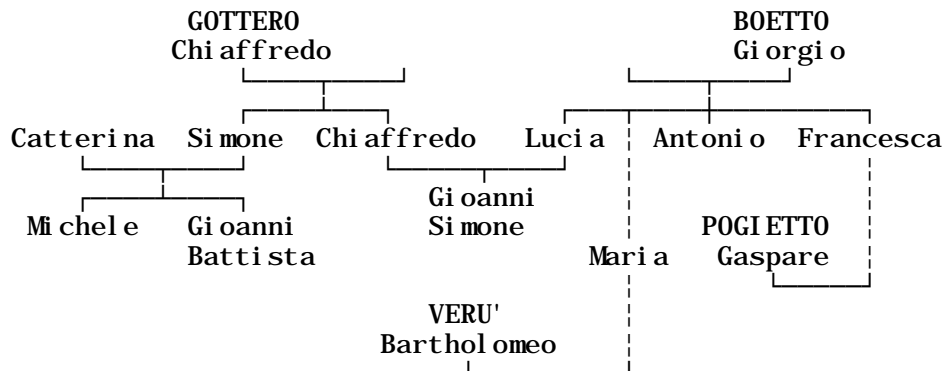 GOTTERO BOETTO
Chiaffredo Giorgio
Catterina Simone Chiaffredo Lucia Antonio Francesca
Gioanni
Michele Gioanni Simone POGIETTO
Battista Maria Gaspare
VERU'
Bartholomeo